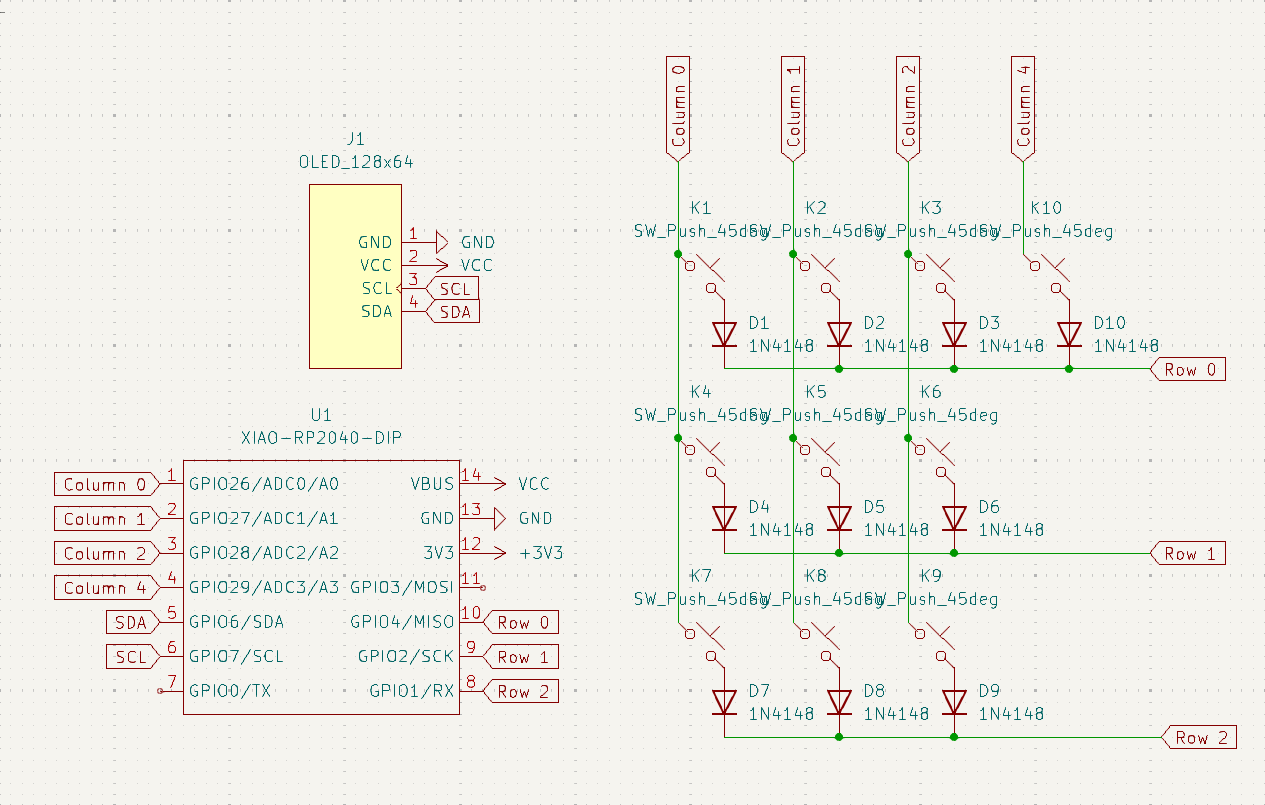 Column 0
Column 1
Column 2
Column 4
J1
OLED_128x64
GND 1 GND
VCC 2 VCC
SCL 3 SCL
SDA 4 SDA
K1 K2 K3 K10
SW_Push_45deg SW_Push_45deg SW_Push_45deg SW_Push_45deg
D1 D2 D3 D10
1N4148 1N4148 1N4148 1N4148
Row 0
K4 K5 K6
SW_Push_45deg SW_Push_45deg SW_Push_45deg
D4 D5 D6
1N4148 1N4148 1N4148
Row 1
K7 K8 K9
SW_Push_45deg SW_Push_45deg SW_Push_45deg
D7 D8 D9
1N4148 1N4148 1N4148
Row 2
U1
XIAO-RP2040-DIP
Column 0 1 GPIO26/ADC0/A0 VBUS 14 VCC
Column 1 2 GPIO27/ADC1/A1 GND 13 GND
Column 2 3 GPIO28/ADC2/A2 3V3 12 +3V3
Column 4 4 GPIO29/ADC3/A3 GPIO3/MOSI 11
SDA 5 GPIO6/SDA GPIO4/MISO 10 Row 0
SCL 6 GPIO7/SCL GPIO2/SCK 9 Row 1
7 GPIO0/TX GPIO1/RX 8 Row 2